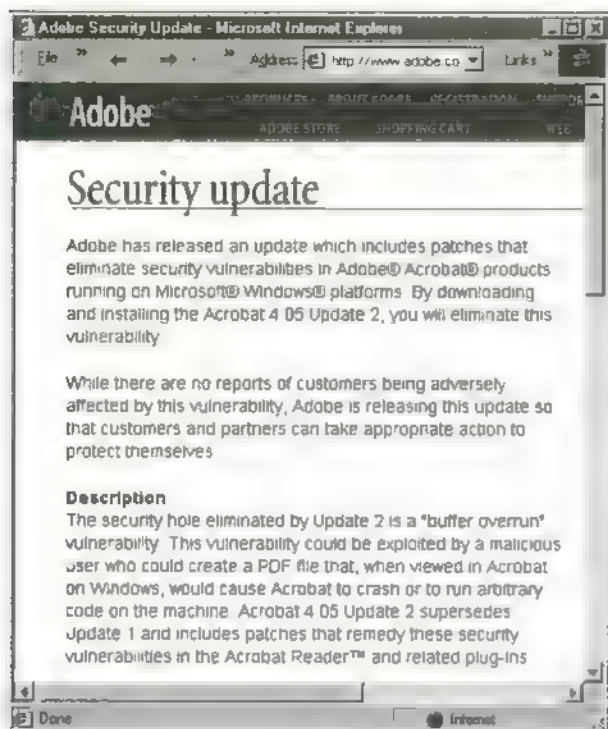 Adobe Security Update - Microsoft Internet Explorer
File » Address http //www adobe co Links »
Adobe PRODUCTS ABOUT ADOBE REGISTRATION SUPPOR
ADOBE STORE SHOPPING CART WEB
Security update
Adobe has released an update which includes patches that
eliminate security vulnerabilities in Adobe® Acrobat® products
running on Microsoft® Windows® platforms By downloading
and installing the Acrobat 4 05 Update 2, you will eliminate this
vulnerability
While there are no reports of customers being adversely
affected by this vulnerability, Adobe is releasing this update so
that customers and partners can take appropriate action to
protect themselves
Description
The security hole eliminated by Update 2 is a "buffer overrun"
vulnerability This vulnerability could be exploited by a malicious
user who could create a PDF file that, when viewed in Acrobat
on Windows, would cause Acrobat to crash or to run arbitrary
code on the machine Acrobat 4 05 Update 2 supersedes
Update 1 and includes patches that remedy these security
vulnerabilities in the Acrobat Reader™ and related plug-ins
Done Internet